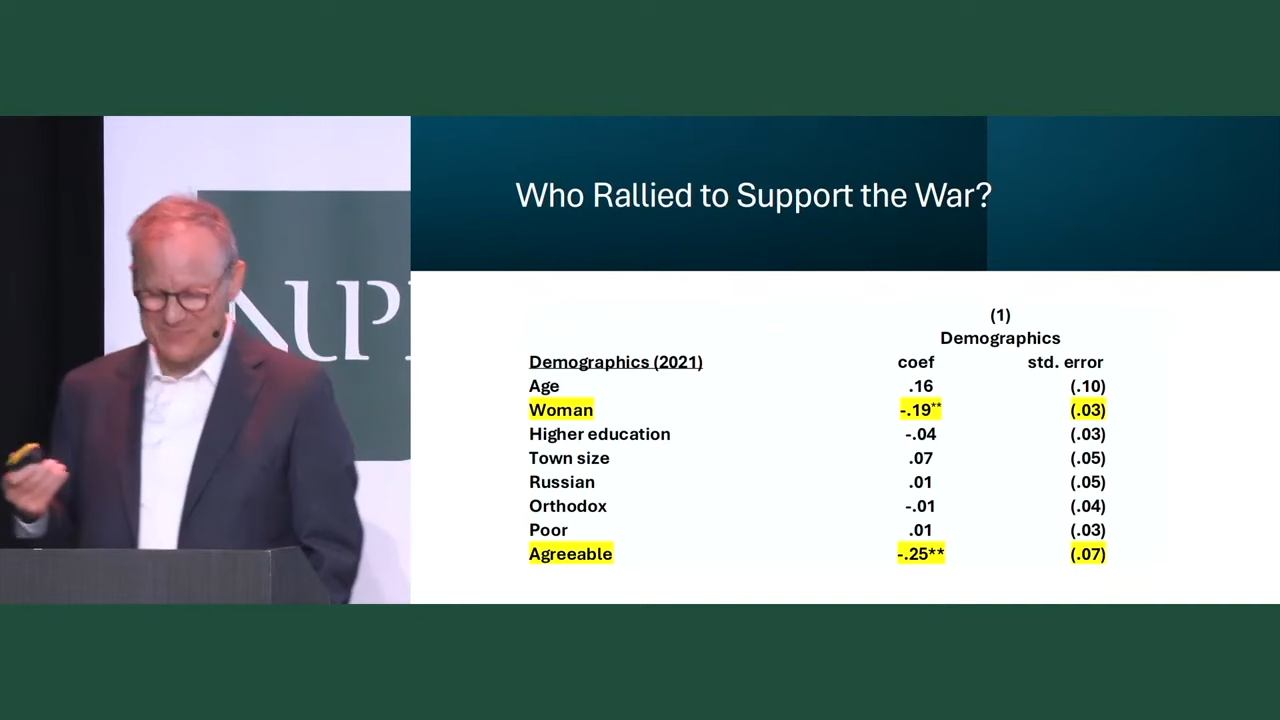 NUPI
Who Rallied to Support the War?
(1)
Demographics
Demographics (2021) coef std. error
Age .16 (.10)
Woman -.19** (.03)
Higher education -.04 (.03)
Town size .07 (.05)
Russian .01 (.05)
Orthodox -.01 (.04)
Poor .01 (.03)
Agreeable -.25** (.07)